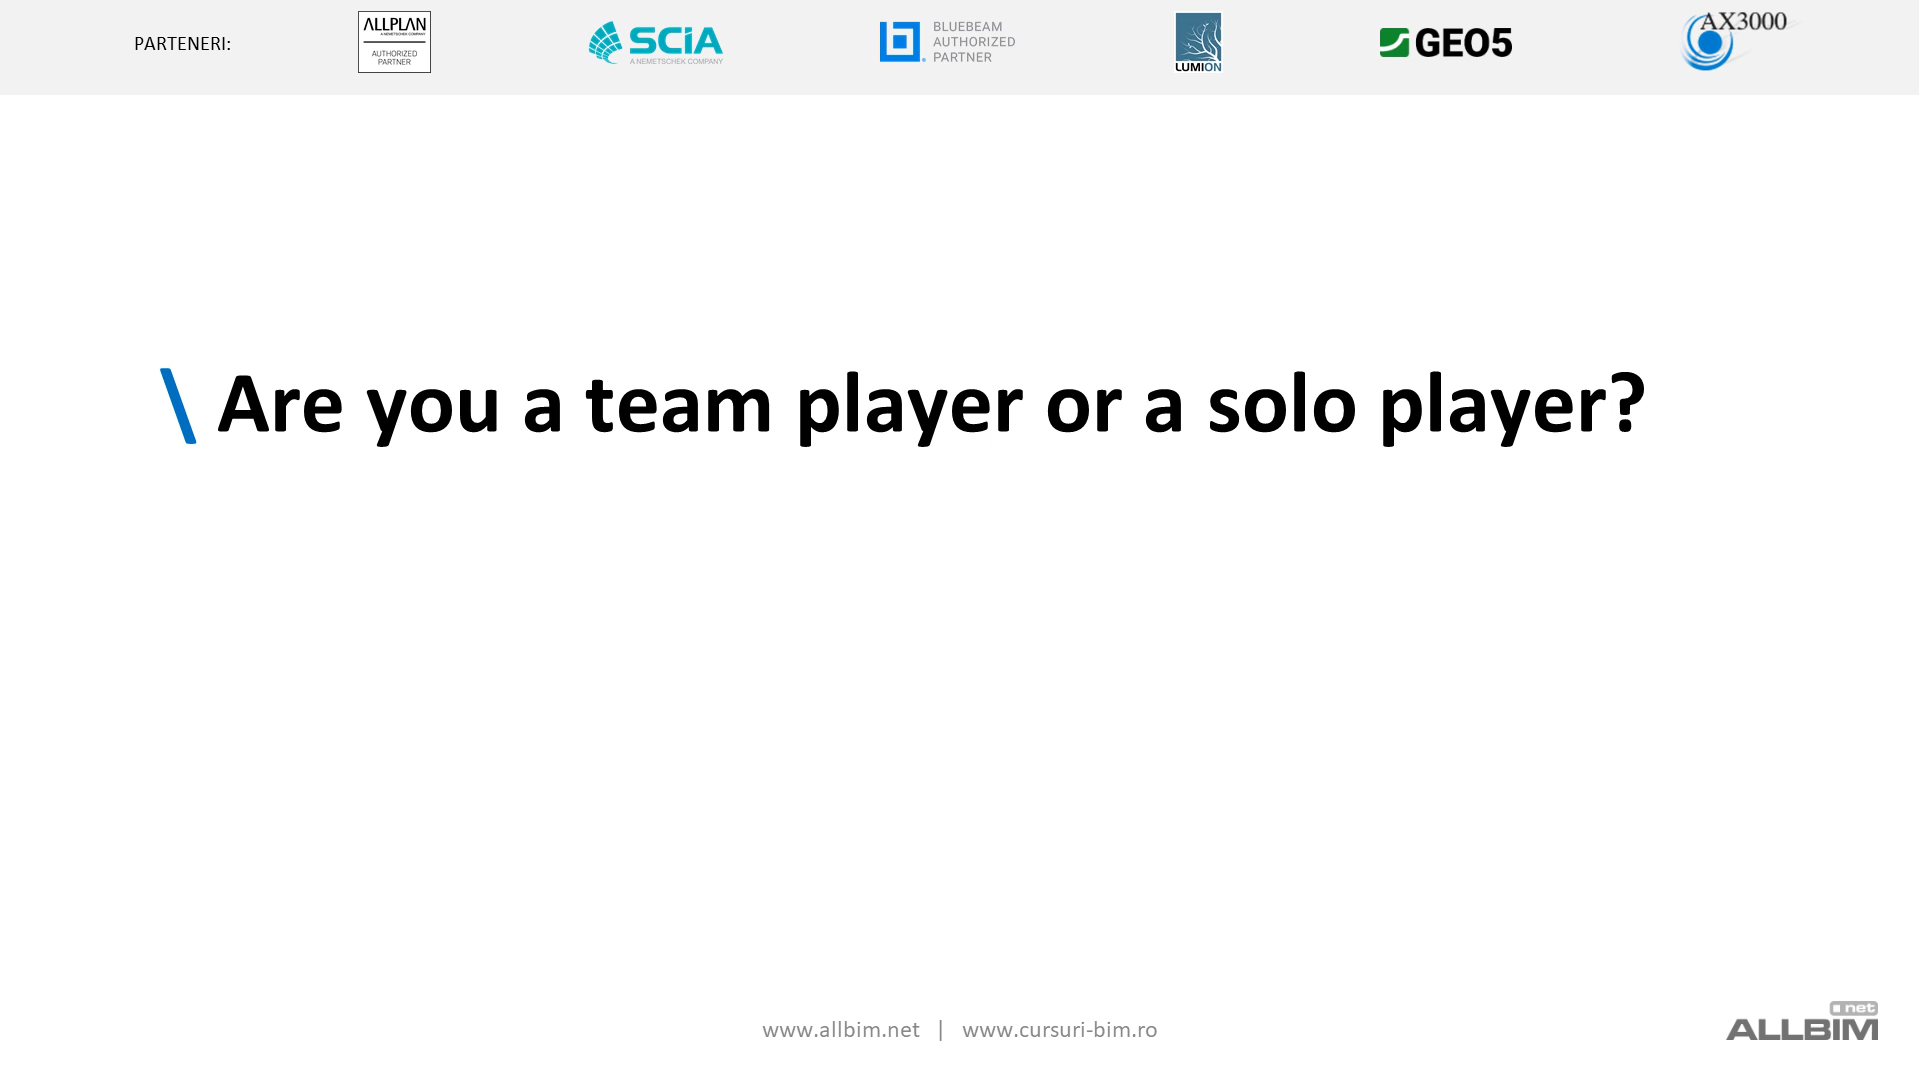 PARTENERI:
ALLPLAN
A NEMETSCHEK COMPANY
AUTHORIZED
PARTNER
SCIA
A NEMETSCHEK COMPANY
BLUEBEAM
AUTHORIZED
PARTNER
LUMION
GEO5
AX3000
\ Are you a team player or a solo player?
www.allbim.net | www.cursuri-bim.ro
.net
ALLBIM